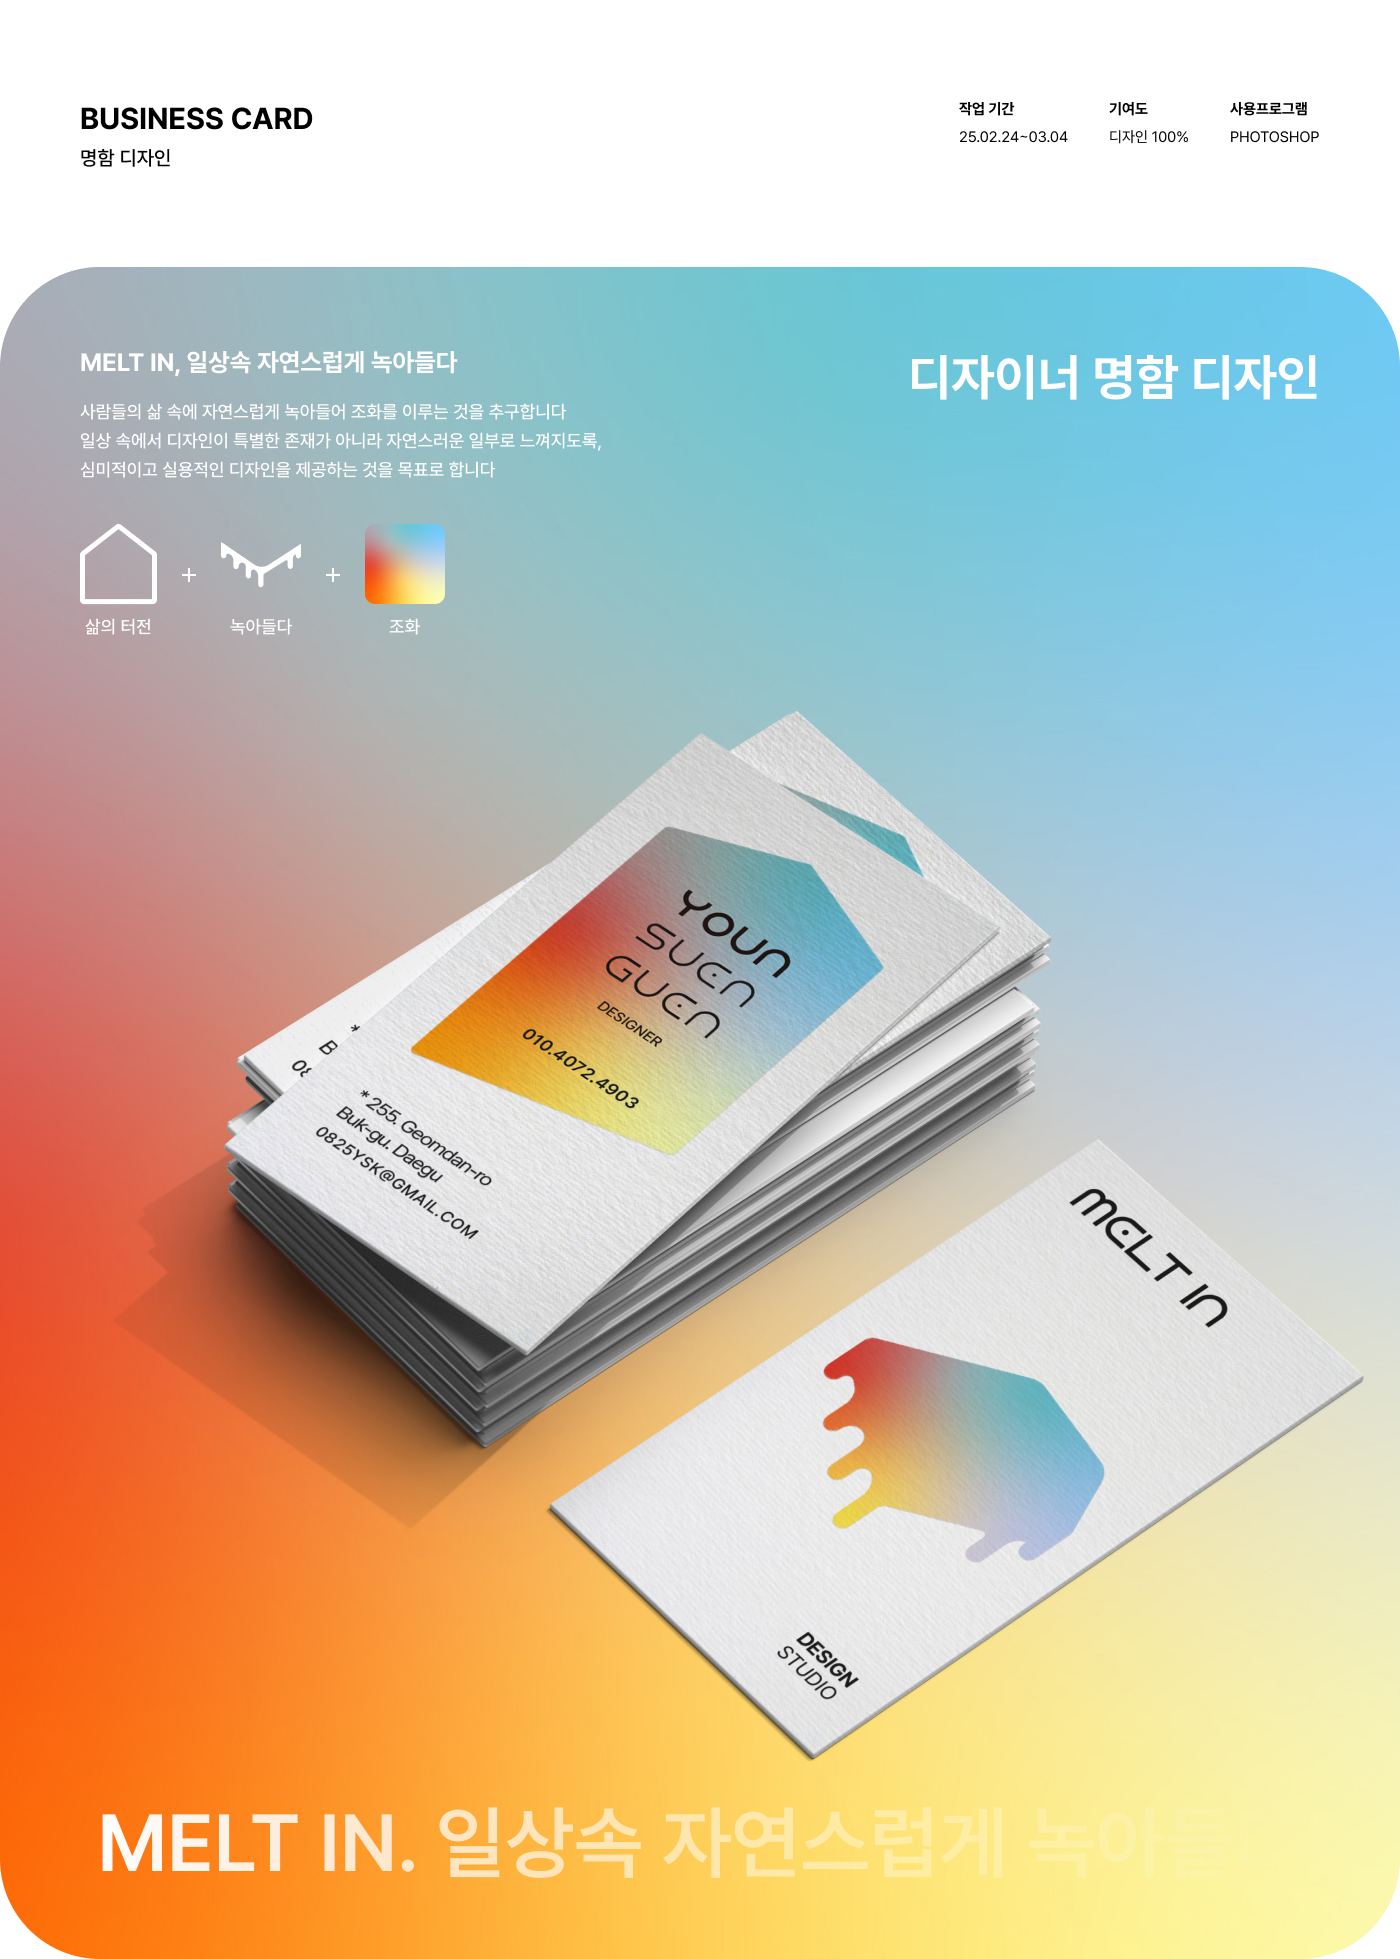 BUSINESS CARD
명함 디자인
작업 기간
25.02.24~03.04
기여도
디자인 100%
사용프로그램
PHOTOSHOP
MELT IN, 일상속 자연스럽게 녹아들다
사람들의 삶 속에 자연스럽게 녹아들어 조화를 이루는 것을 추구합니다
일상 속에서 디자인이 특별한 존재가 아니라 자연스러운 일부로 느껴지도록,
심미적이고 실용적인 디자인을 제공하는 것을 목표로 합니다
디자이너 명함 디자인
+
+
삶의 터전
녹아들다
조화
YOUN
SUEN
GUEN
DESIGNER
010.4072.4903
* 255. Geomdan-ro
Buk-gu. Daegu
0825YSK@GMAIL.COM
*
B
MELT IN
DESIGN
STUDIO
MELT IN. 일상속 자연스럽게